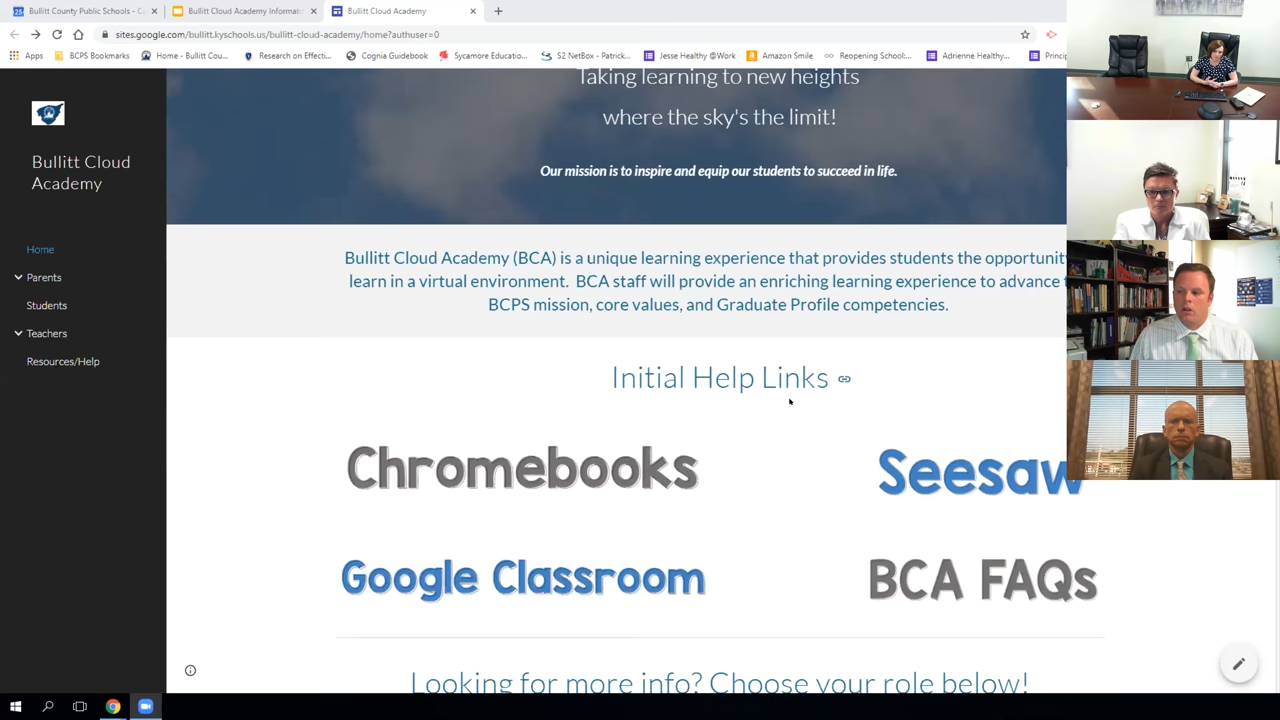 Bullitt County Public Schools - C
Bullitt Cloud Academy Informati
Bullitt Cloud Academy
sites.google.com/bullitt.kyschools.us/bullitt-cloud-academy/home?authuser=0
Apps
BCPS Bookmarks
Home - Bullitt Cou...
Research on Effecti...
Cognia Guidebook
Sycamore Educatio...
S2 NetBox - Patrick...
Jesse Healthy @Work
Amazon Smile
Reopening School:...
Adrienne Healthy...
Princi
Bullitt Cloud
Academy
Home
Parents
Students
Teachers
Resources/Help
Taking learning to new heights
where the sky's the limit!
Our mission is to inspire and equip our students to succeed in life.
Bullitt Cloud Academy (BCA) is a unique learning experience that provides students the opportunit
learn in a virtual environment. BCA staff will provide an enriching learning experience to advance
BCPS mission, core values, and Graduate Profile competencies.
Initial Help Links
Chromebooks
Seesaw
Google Classroom
BCA FAQs
Looking for more info? Choose your role below!